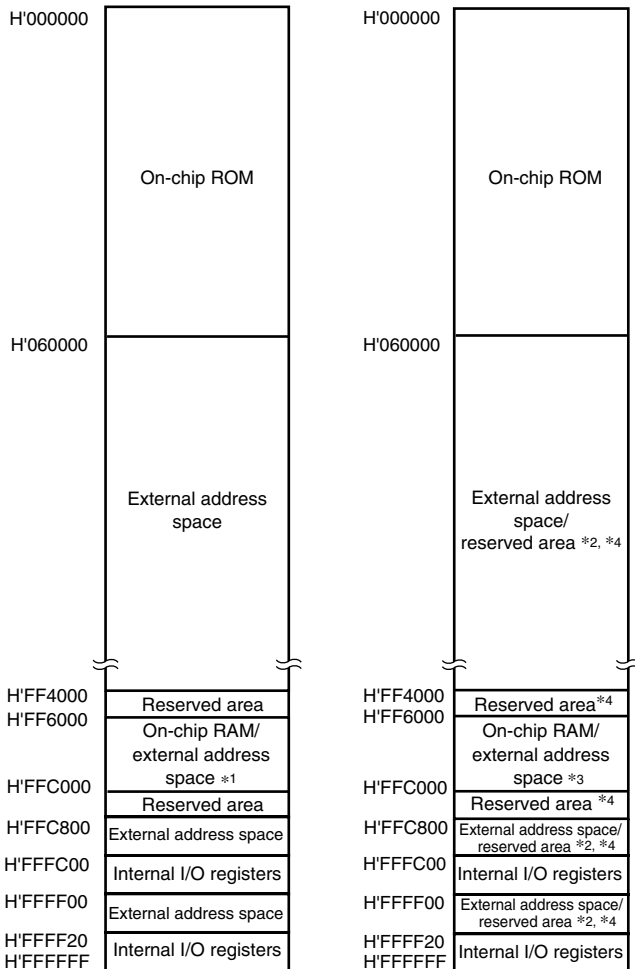 H'000000
On-chip ROM
H'060000
External address
space
H'FF4000
Reserved area
H'FF6000
On-chip RAM/
external address
space *1
H'FFC000
Reserved area
H'FFC800
External address space
H'FFFC00
Internal I/O registers
H'FFFF00
External address space
H'FFFF20
Internal I/O registers
H'FFFFFF
H'000000
On-chip ROM
H'060000
External address
space/
reserved area *2, *4
H'FF4000
Reserved area*4
H'FF6000
On-chip RAM/
external address
space *3
H'FFC000
Reserved area *4
H'FFC800
External address space/
reserved area *2, *4
H'FFFC00
Internal I/O registers
H'FFFF00
External address space/
reserved area *2, *4
H'FFFF20
Internal I/O registers
H'FFFFFF